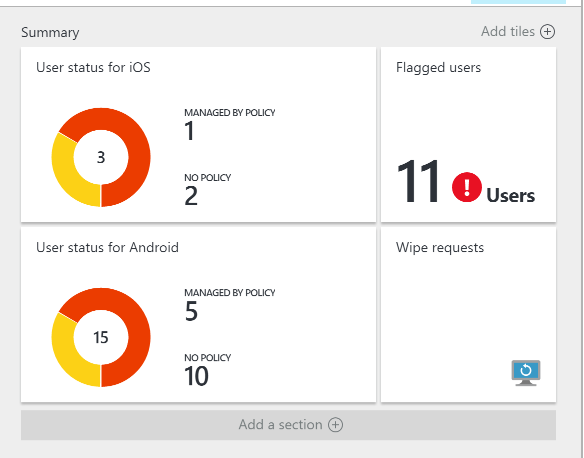 Summary
Add tiles
User status for iOS
3
MANAGED BY POLICY
1
NO POLICY
2
Flagged users
11 Users
User status for Android
15
MANAGED BY POLICY
5
NO POLICY
10
Wipe requests
Add a section